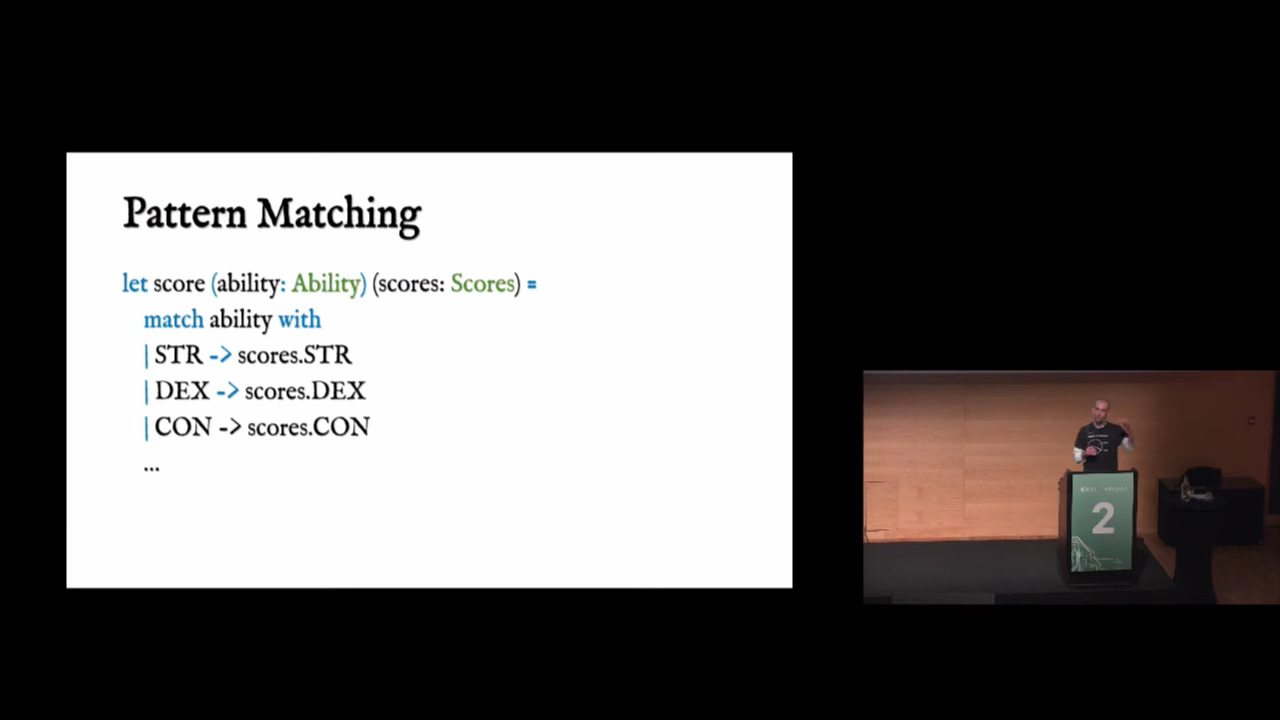 Pattern Matching
let score (ability: Ability) (scores: Scores) =
match ability with
| STR -> scores.STR
| DEX -> scores.DEX
| CON -> scores.CON
...
2